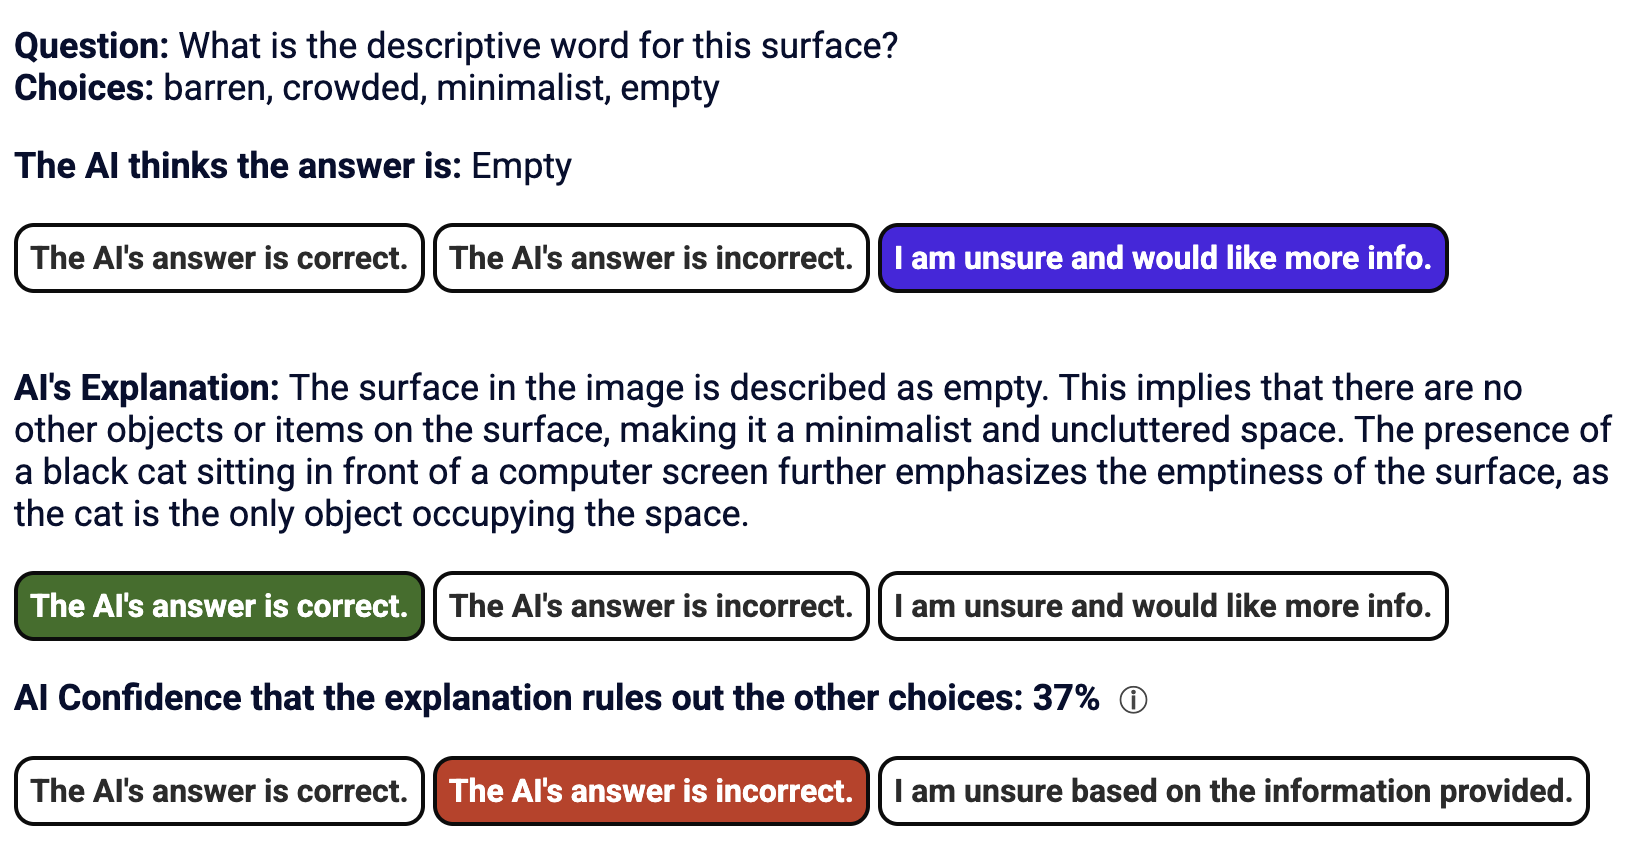 Question: What is the descriptive word for this surface?
Choices: barren, crowded, minimalist, empty
The AI thinks the answer is: Empty
The AI's answer is correct. The AI's answer is incorrect. I am unsure and would like more info.
AI's Explanation: The surface in the image is described as empty. This implies that there are no
other objects or items on the surface, making it a minimalist and uncluttered space. The presence of
a black cat sitting in front of a computer screen further emphasizes the emptiness of the surface, as
the cat is the only object occupying the space.
The AI's answer is correct. The AI's answer is incorrect. I am unsure and would like more info.
AI Confidence that the explanation rules out the other choices: 37% ⓘ
The AI's answer is correct. The AI's answer is incorrect. I am unsure based on the information provided.